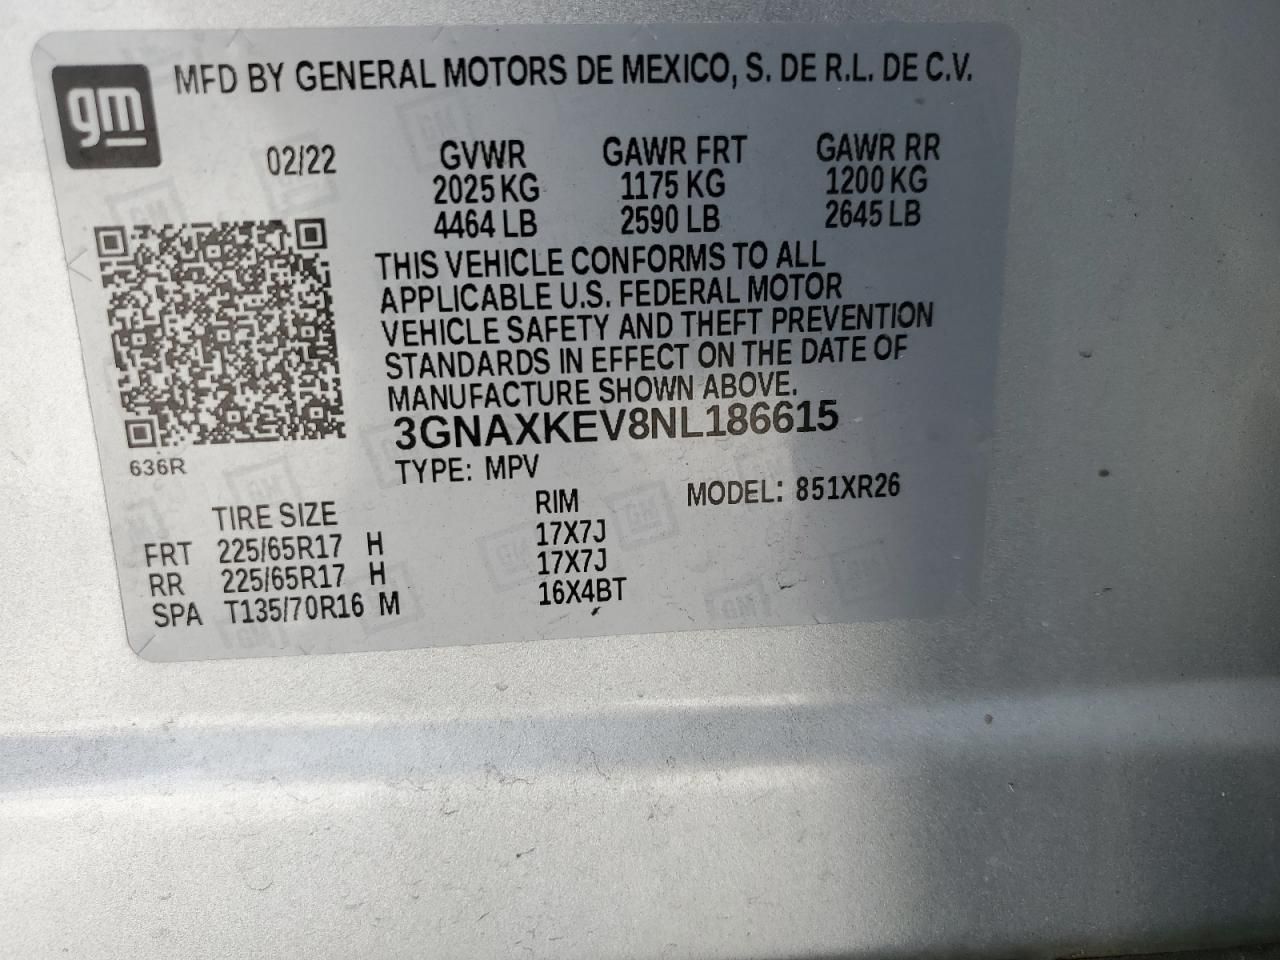 gm
MFD BY GENERAL MOTORS DE MEXICO, S. DE R.L. DE C.V.
02/22 GVWR GAWR FRT GAWR RR
2025 KG 1175 KG 1200 KG
4464 LB 2590 LB 2645 LB
THIS VEHICLE CONFORMS TO ALL
APPLICABLE U.S. FEDERAL MOTOR
VEHICLE SAFETY AND THEFT PREVENTION
STANDARDS IN EFFECT ON THE DATE OF
MANUFACTURE SHOWN ABOVE.
3GNAXKEV8NL186615
636R
TYPE: MPV
MODEL: 851XR26
TIRE SIZE RIM
FRT 225/65R17 H 17X7J
RR 225/65R17 H 17X7J
SPA T135/70R16 M 16X4BT